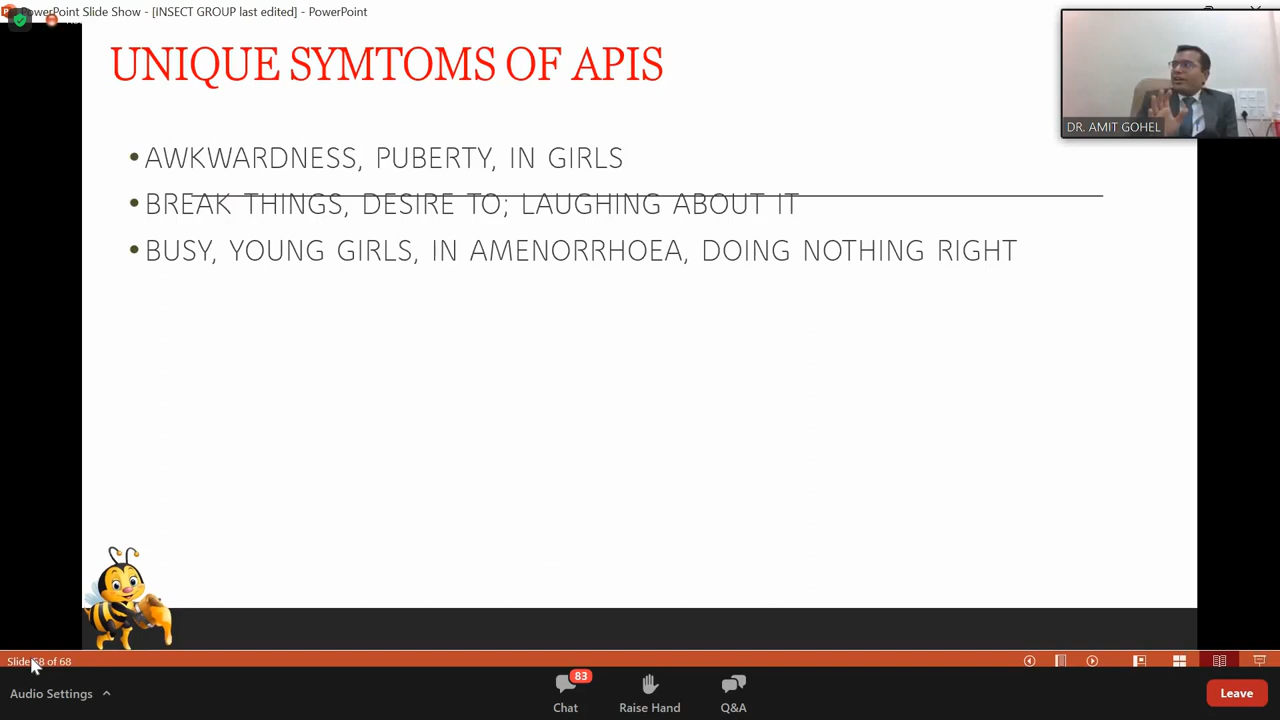 PowerPoint Slide Show - [INSECT GROUP last edited] - PowerPoint
UNIQUE SYMTOMS OF APIS
DR. AMIT GOHEL
•AWKWARDNESS, PUBERTY, IN GIRLS
•BREAK THINGS, DESIRE TO; LAUGHING ABOUT IT
•BUSY, YOUNG GIRLS, IN AMENORRHOEA, DOING NOTHING RIGHT
Slide 68 of 68
Audio Settings
83
Chat
Raise Hand
Q&A
Leave